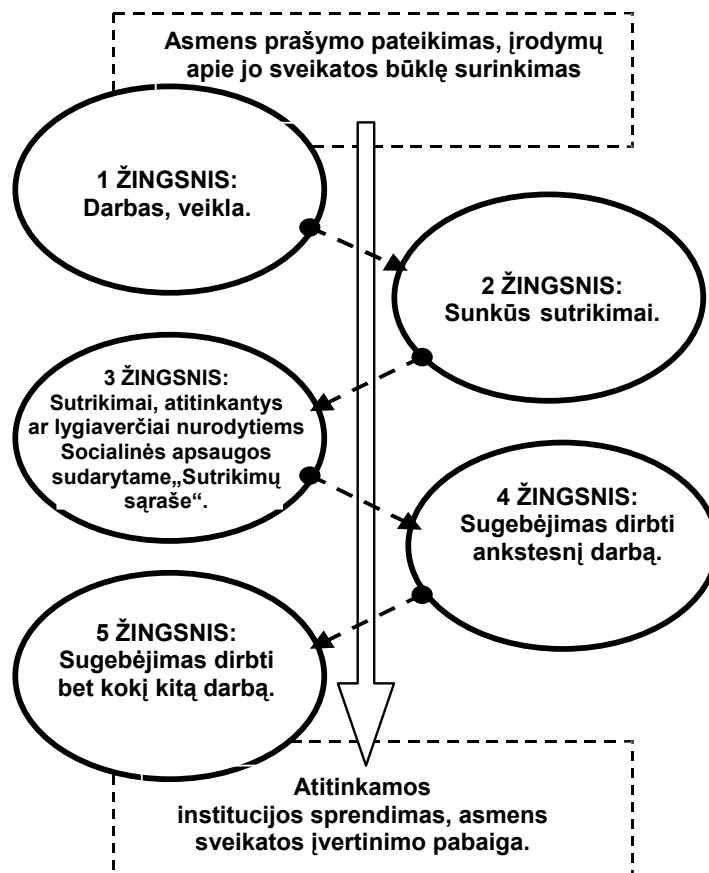 Asmens prašymo pateikimas, įrodymų
apie jo sveikatos būklę surinkimas
1 ŽINGSNIS:
Darbas, veikla.
2 ŽINGSNIS:
Sunkūs sutrikimai.
3 ŽINGSNIS:
Sutrikimai, atitinkantys
ar lygiaverčiai nurodytiems
Socialinės apsaugos
sudarytame„Sutrikimų
sąraše“.
4 ŽINGSNIS:
Sugebėjimas dirbti
ankstesnį darbą.
5 ŽINGSNIS:
Sugebėjimas dirbti
bet kokį kitą darbą.
Atitinkamos
institucijos sprendimas, asmens
sveikatos įvertinimo pabaiga.